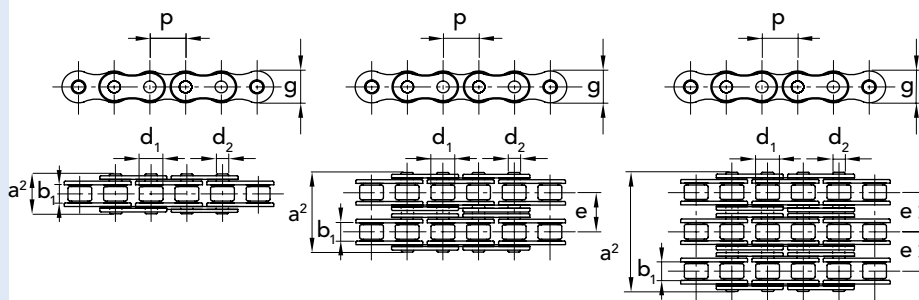 p p p
g g g
d₁ d₂ d₁ d₂ d₁ d₂
a² b₁ a² b₁ e a² b₁ e e